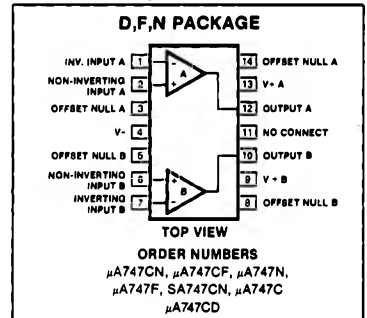 D,F,N PACKAGE
INV. INPUT A 1 14 OFFSET NULL A
NON-INVERTING INPUT A 2 13 V+ A
OFFSET NULL A 3 12 OUTPUT A
V- 4 11 NO CONNECT
OFFSET NULL B 5 10 OUTPUT B
NON-INVERTING INPUT B 6 9 V + B
INVERTING INPUT B 7 8 OFFSET NULL B
- A +
+ B -
TOP VIEW
ORDER NUMBERS
μA747CN, μA747CF, μA747N,
μA747F, SA747CN, μA747C
μA747CD